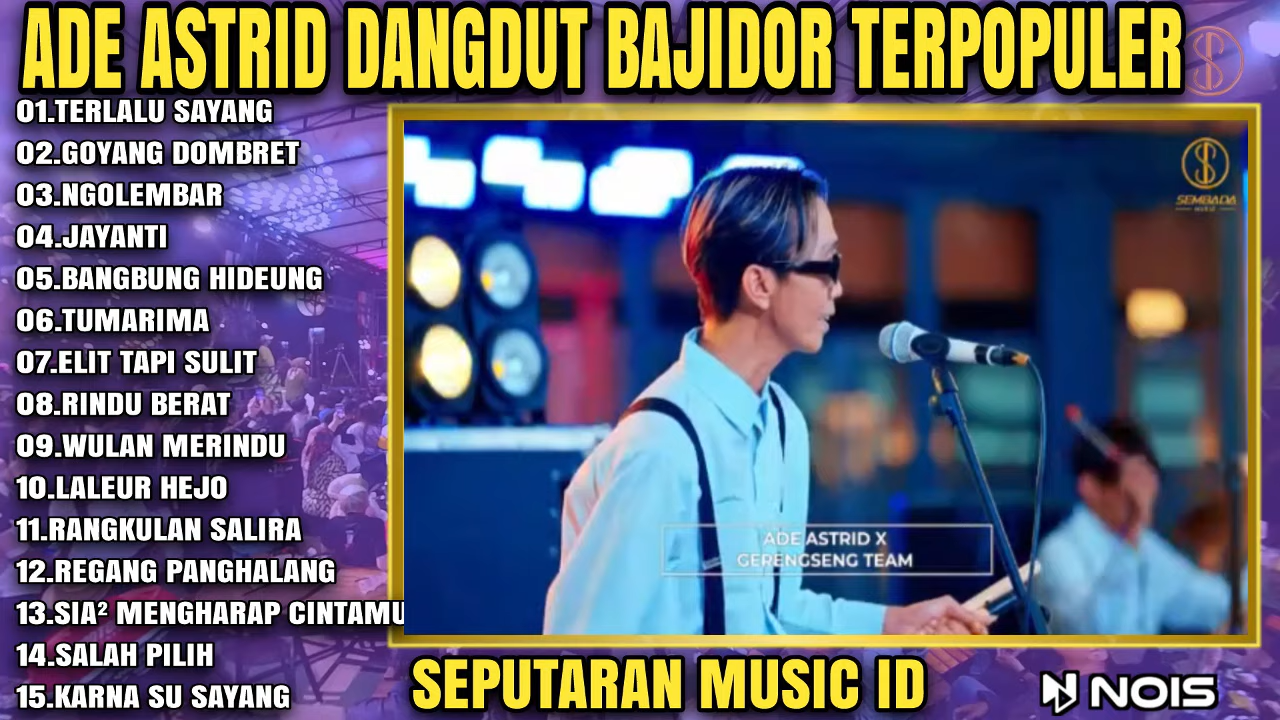 ADE ASTRID DANGDUT BAJIDOR TERPOPULER
01.TERLALU SAYANG
02.GOYANG DOMBRET
03.NGOLEMBAR
04.JAYANTI
05.BANGBUNG HIDEUNG
06.TUMARIMA
07.ELIT TAPI SULIT
08.RINDU BERAT
09.WULAN MERINDU
10.LALEUR HEJO
11.RANGKULAN SALIRA
12.REGANG PANGHALANG
13.SIA² MENGHARAP CINTAMU
14.SALAH PILIH
15.KARNA SU SAYANG
SEMBADA
ADE ASTRID X
GERENGSENG TEAM
SEPUTARAN MUSIC ID
NOIS